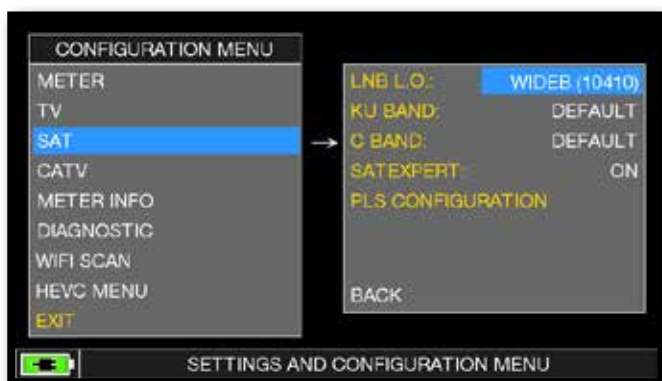 CONFIGURATION MENU
METER
TV
SAT
CATV
METER INFO
DIAGNOSTIC
WIFI SCAN
HEVC MENU
EXIT
LNB L.O.: WIDEB (10410)
KU BAND: DEFAULT
C BAND: DEFAULT
SATEXPERT: ON
PLS CONFIGURATION
BACK
SETTINGS AND CONFIGURATION MENU